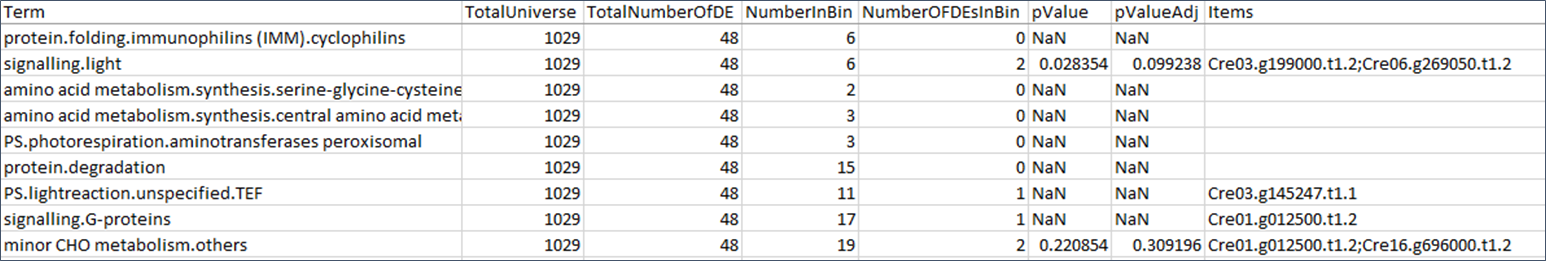 Term TotalUniverse TotalNumberOfDE NumberInBin NumberOFDEsInBin pValue pValueAdj Items
protein.folding.immunophilins (IMM).cyclophilins 1029 48 6 0 NaN NaN
signalling.light 1029 48 6 2 0.028354 0.099238 Cre03.g199000.t1.2;Cre06.g269050.t1.2
amino acid metabolism.synthesis.serine-glycine-cysteine 1029 48 2 0 NaN NaN
amino acid metabolism.synthesis.central amino acid meta 1029 48 3 0 NaN NaN
PS.photorespiration.aminotransferases peroxisomal 1029 48 3 0 NaN NaN
protein.degradation 1029 48 15 0 NaN NaN
PS.lightreaction.unspecified.TEF 1029 48 11 1 NaN NaN Cre03.g145247.t1.1
signalling.G-proteins 1029 48 17 1 NaN NaN Cre01.g012500.t1.2
minor CHO metabolism.others 1029 48 19 2 0.220854 0.309196 Cre01.g012500.t1.2;Cre16.g696000.t1.2